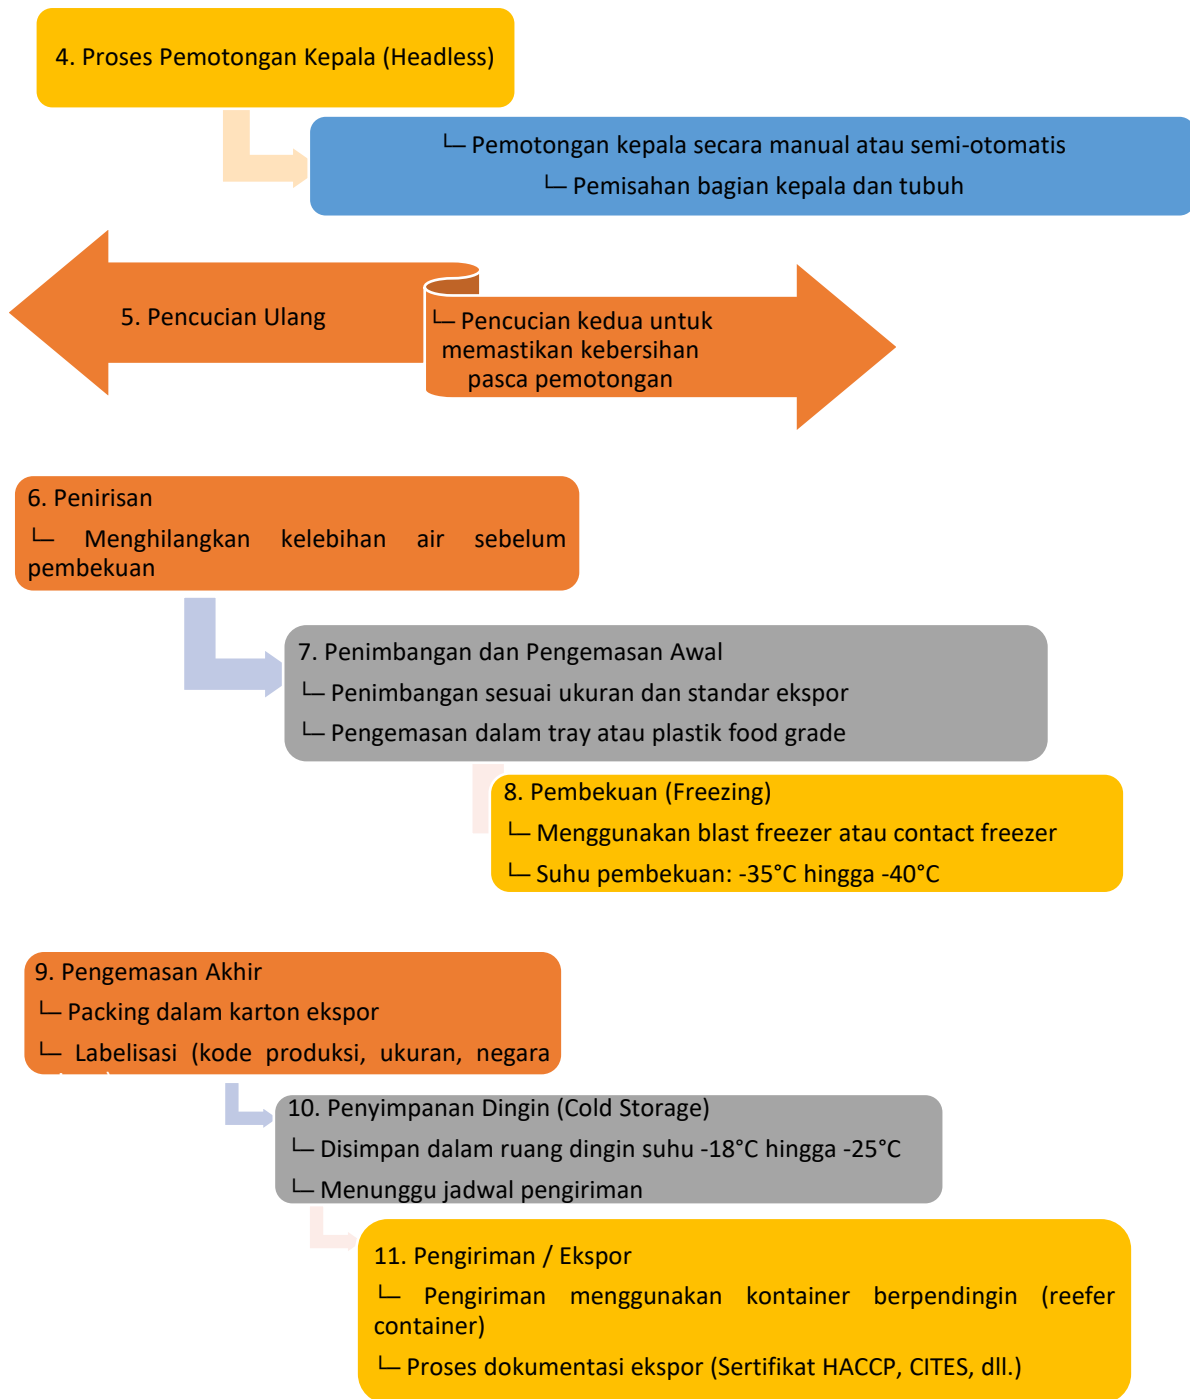 4. Proses Pemotongan Kepala (Headless)
└─ Pemotongan kepala secara manual atau semi-otomatis
└─ Pemisahan bagian kepala dan tubuh
5. Pencucian Ulang
└─ Pencucian kedua untuk
memastikan kebersihan
pasca pemotongan
6. Penirisan
└─ Menghilangkan kelebihan air sebelum
pembekuan
7. Penimbangan dan Pengemasan Awal
└─ Penimbangan sesuai ukuran dan standar ekspor
└─ Pengemasan dalam tray atau plastik food grade
8. Pembekuan (Freezing)
└─ Menggunakan blast freezer atau contact freezer
└─ Suhu pembekuan: -35°C hingga -40°C
9. Pengemasan Akhir
└─ Packing dalam karton ekspor
└─ Labelisasi (kode produksi, ukuran, negara
10. Penyimpanan Dingin (Cold Storage)
└─ Disimpan dalam ruang dingin suhu -18°C hingga -25°C
└─ Menunggu jadwal pengiriman
11. Pengiriman / Ekspor
└─ Pengiriman menggunakan kontainer berpendingin (reefer
container)
└─ Proses dokumentasi ekspor (Sertifikat HACCP, CITES, dll.)